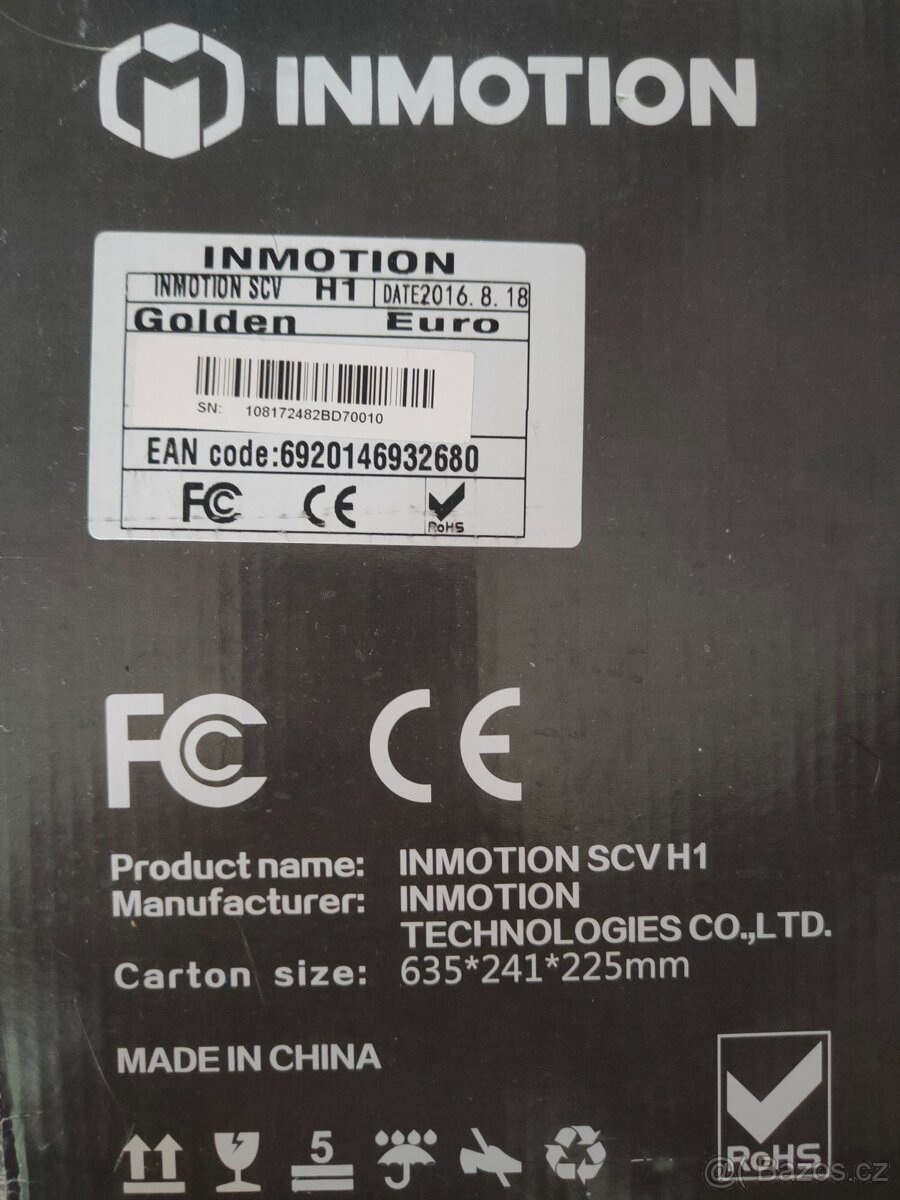 INMOTION
INMOTION
INMOTION SCV H1 DATE2016. 8. 18
Golden Euro
SN: 108172482BD70010
EAN code:6920146932680
FC CE RoHS
FC CE
Product name: INMOTION SCV H1
Manufacturer: INMOTION
TECHNOLOGIES CO.,LTD.
Carton size: 635*241*225mm
MADE IN CHINA
5
RoHS
@ Bazos.cz